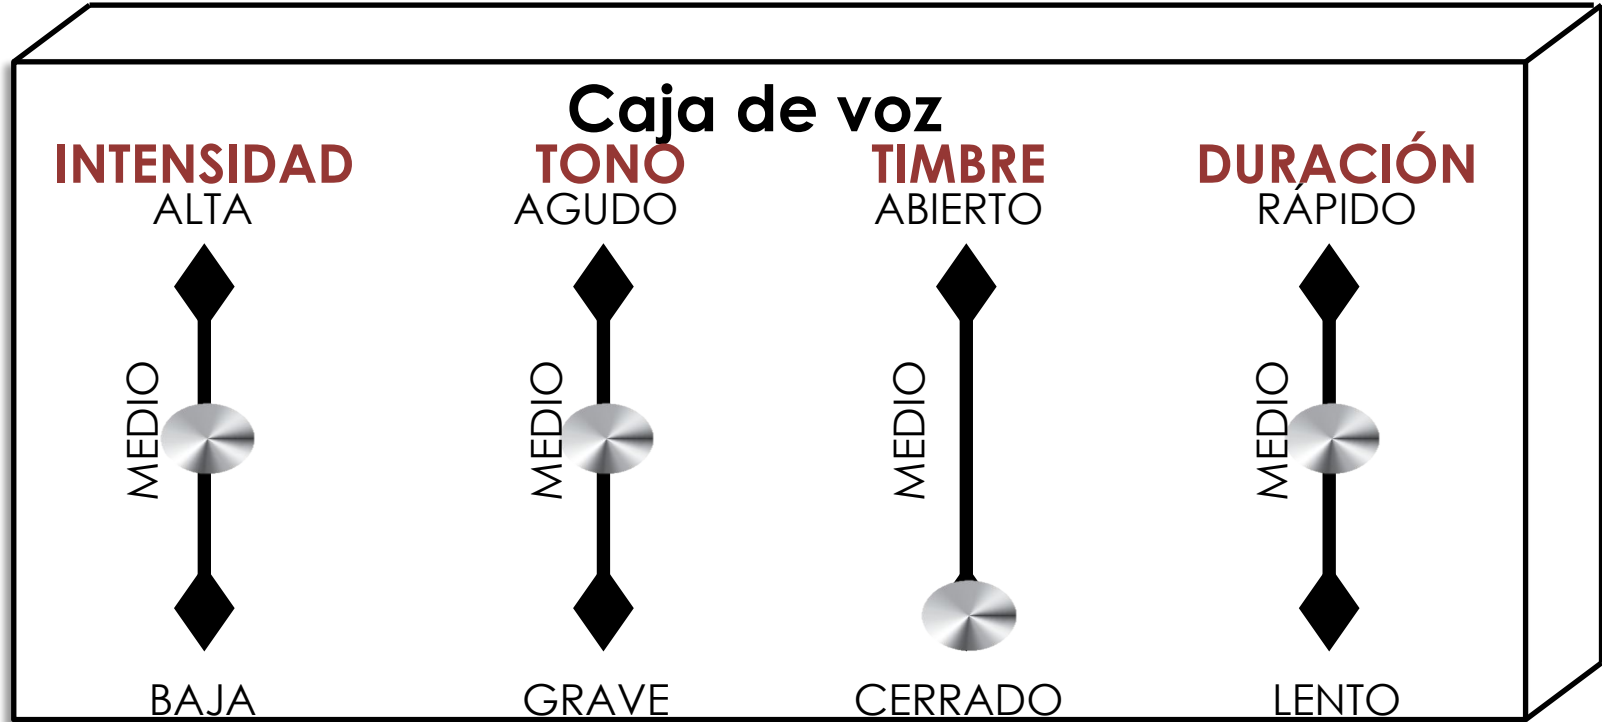 Caja de voz
INTENSIDAD TONO TIMBRE DURACIÓN
ALTA AGUDO ABIERTO RÁPIDO
MEDIO MEDIO MEDIO MEDIO
BAJA GRAVE CERRADO LENTO